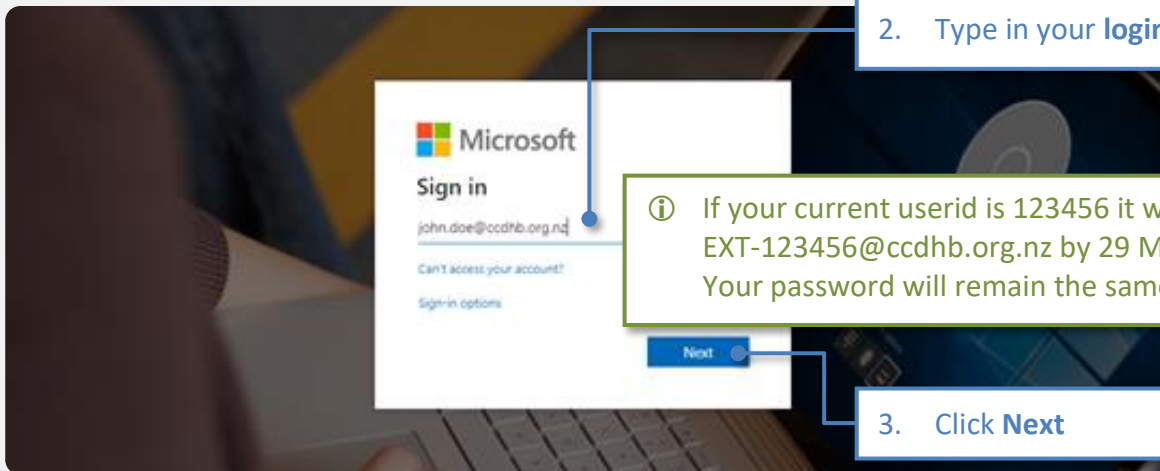 2. Type in your login
Microsoft
Sign in
john.doe@ccdhb.org.nz
Can't access your account?
Sign-in options
Next
If your current userid is 123456 it w
EXT-123456@ccdhb.org.nz by 29 M
Your password will remain the same
3. Click Next